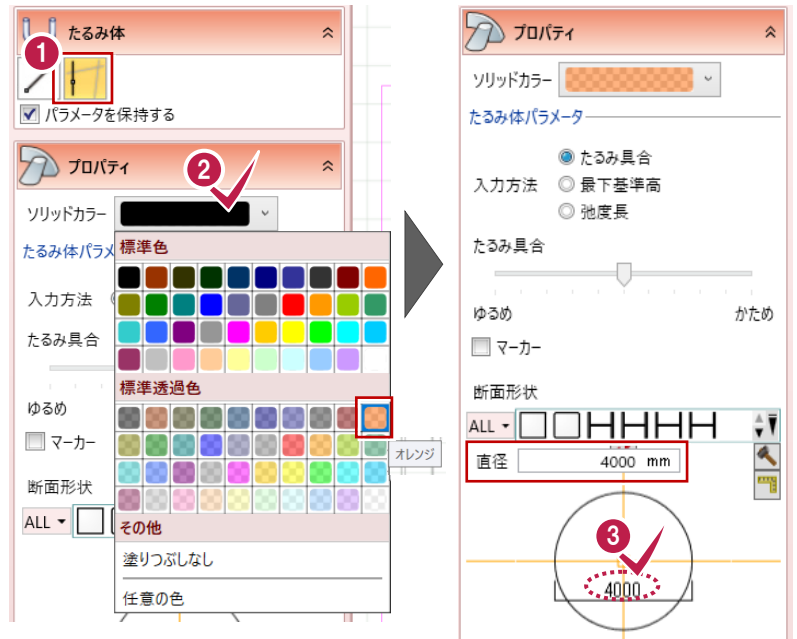 たるみ体
1
パラメータを保持する
プロパティ
2
ソリッドカラー
たるみ体パラメ
標準色
入力方法
たるみ具合
標準透過色
ゆるめ
マーカー
オレンジ
断面形状
ALL
その他
塗りつぶしなし
任意の色
プロパティ
ソリッドカラー
たるみ体パラメータ
たるみ具合
入力方法
最下基準高
弛度長
たるみ具合
ゆるめ
かため
マーカー
断面形状
ALL
直径
4000 mm
3
4000